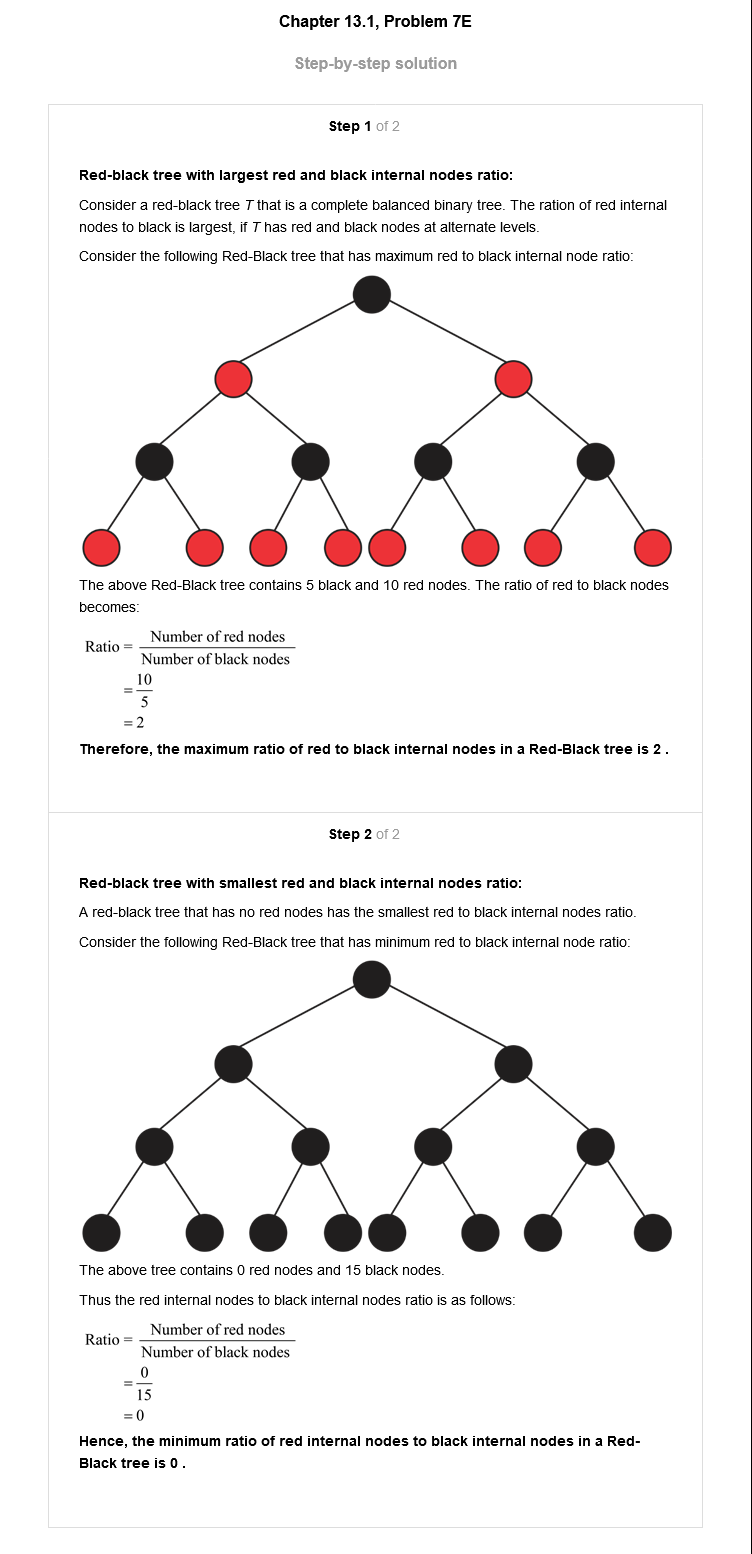 Chapter 13.1, Problem 7E
Step-by-step solution
Step 1 of 2
Red-black tree with largest red and black internal nodes ratio:
Consider a red-black tree T that is a complete balanced binary tree. The ration of red internal
nodes to black is largest, if T has red and black nodes at alternate levels.
Consider the following Red-Black tree that has maximum red to black internal node ratio:
The above Red-Black tree contains 5 black and 10 red nodes. The ratio of red to black nodes
becomes:
Ratio = Number of red nodes / Number of black nodes
= 10 / 5
= 2
Therefore, the maximum ratio of red to black internal nodes in a Red-Black tree is 2 .
Step 2 of 2
Red-black tree with smallest red and black internal nodes ratio:
A red-black tree that has no red nodes has the smallest red to black internal nodes ratio.
Consider the following Red-Black tree that has minimum red to black internal node ratio:
The above tree contains 0 red nodes and 15 black nodes.
Thus the red internal nodes to black internal nodes ratio is as follows:
Ratio = Number of red nodes / Number of black nodes
= 0 / 15
= 0
Hence, the minimum ratio of red internal nodes to black internal nodes in a Red-
Black tree is 0 .